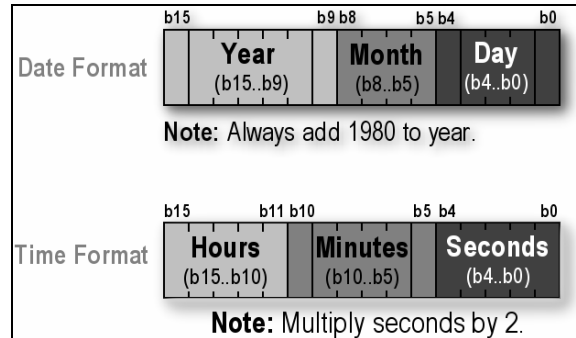 b15 b9 b8 b5 b4 b0
Date Format
Year Month Day
(b15..b9) (b8..b5) (b4..b0)
Note: Always add 1980 to year.
b15 b11 b10 b5 b4 b0
Time Format
Hours Minutes Seconds
(b15..b10) (b10..b5) (b4..b0)
Note: Multiply seconds by 2.